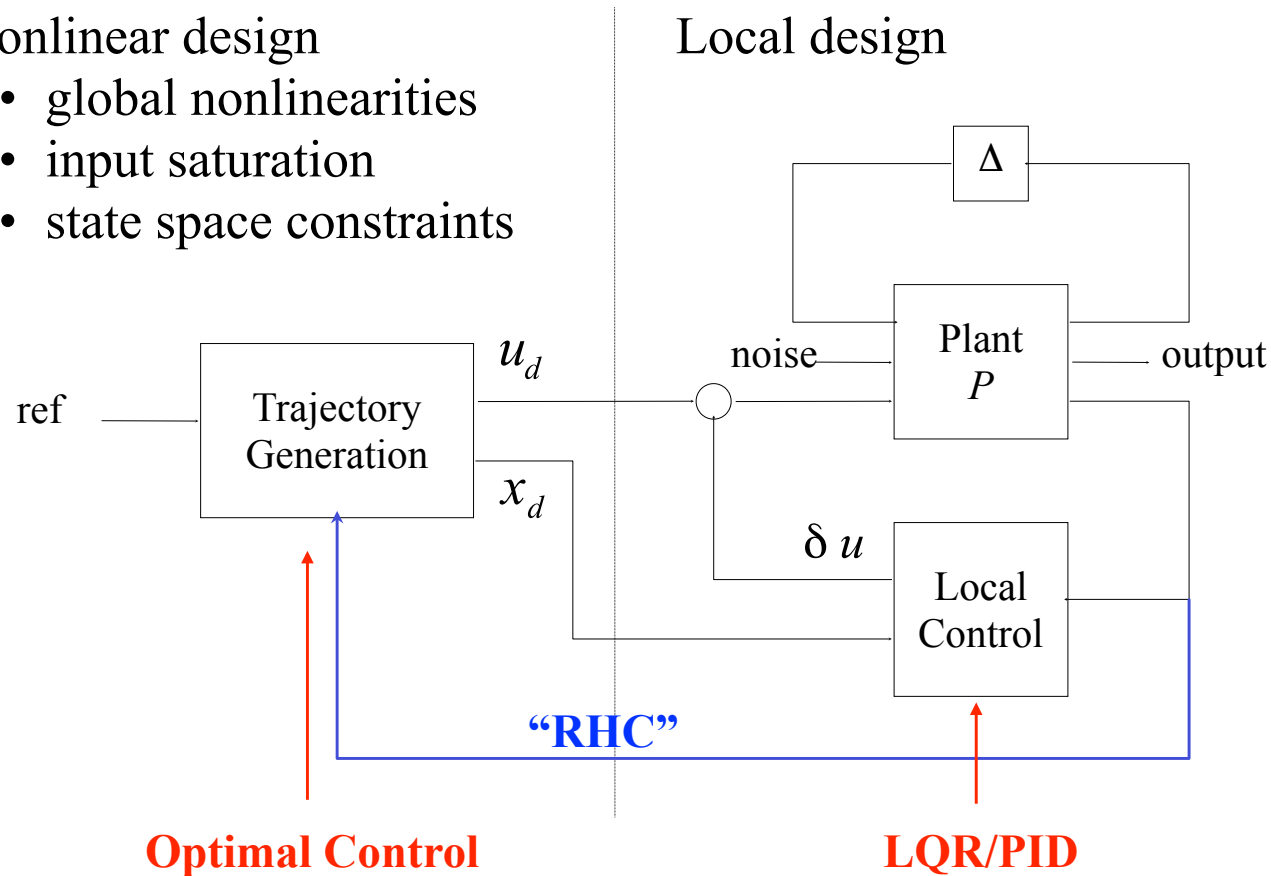 onlinear design
• global nonlinearities
• input saturation
• state space constraints
Local design
Δ
noise
Plant
P
output
ref
Trajectory
Generation
u_d
x_d
δ u
Local
Control
“RHC”
Optimal Control
LQR/PID